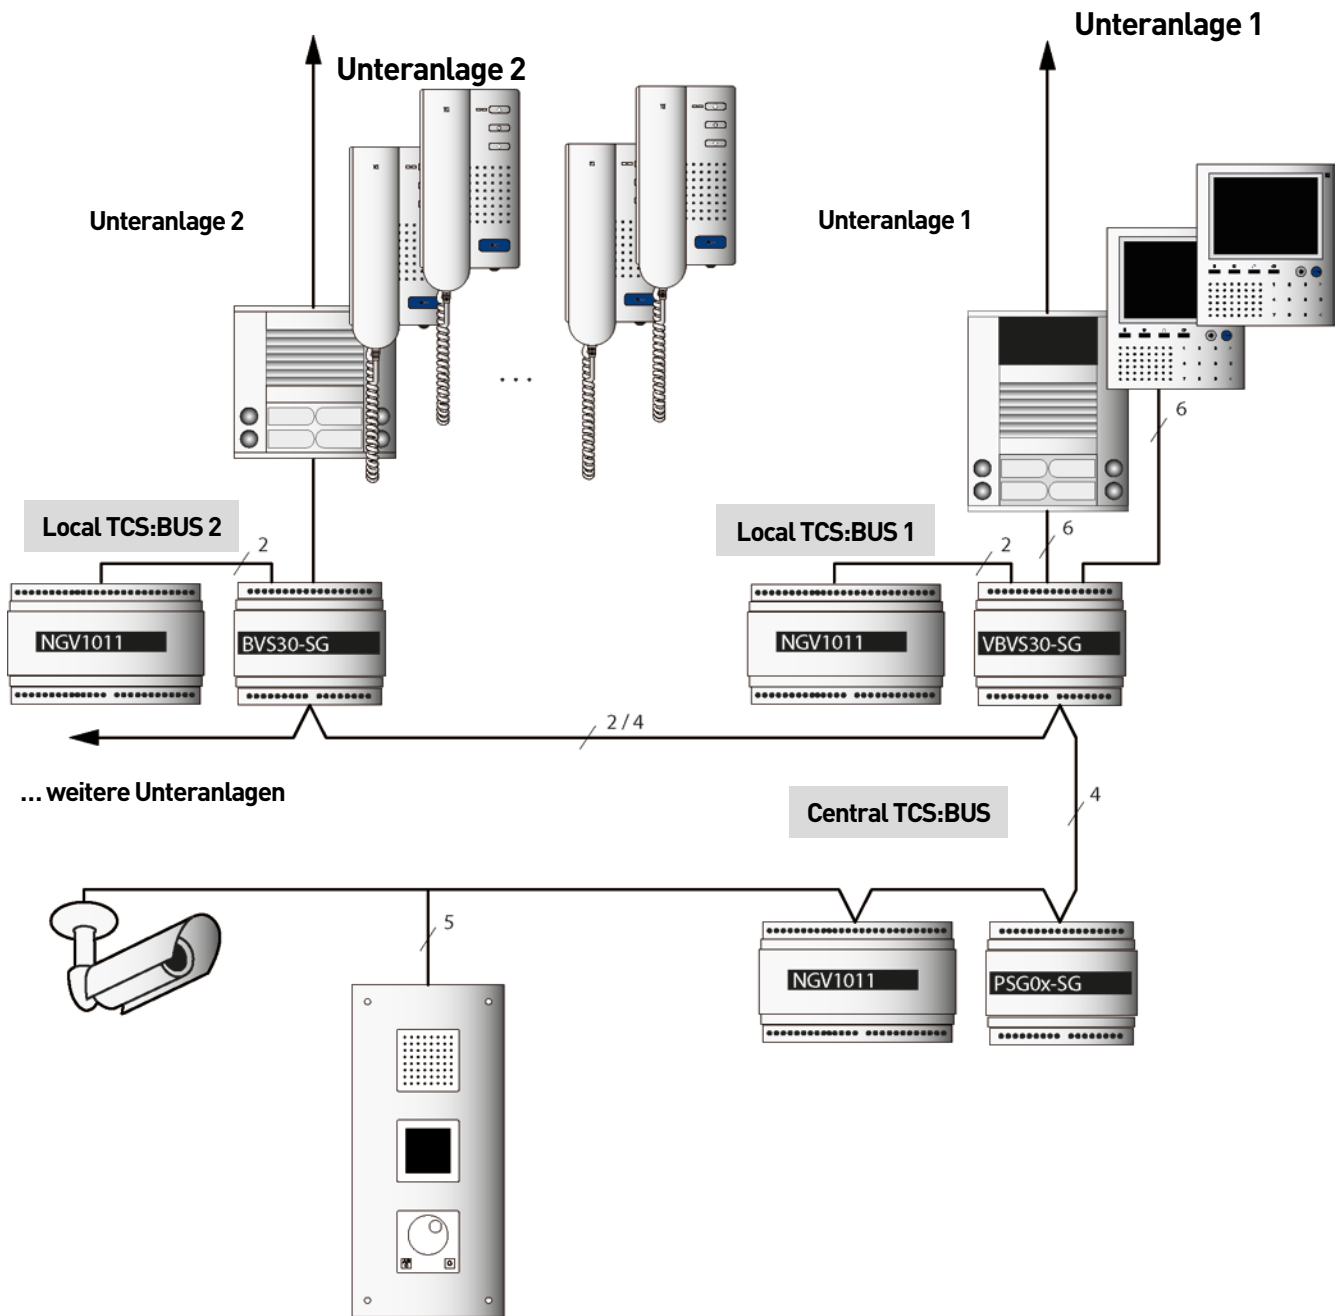 Unteranlage 1
Unteranlage 2
Unteranlage 2
Unteranlage 1
...
6
Local TCS:BUS 2
2
Local TCS:BUS 1
2
6
NGV1011
BVS30-SG
NGV1011
VBVS30-SG
2 / 4
... weitere Unteranlagen
Central TCS:BUS
4
5
NGV1011
PSG0x-SG